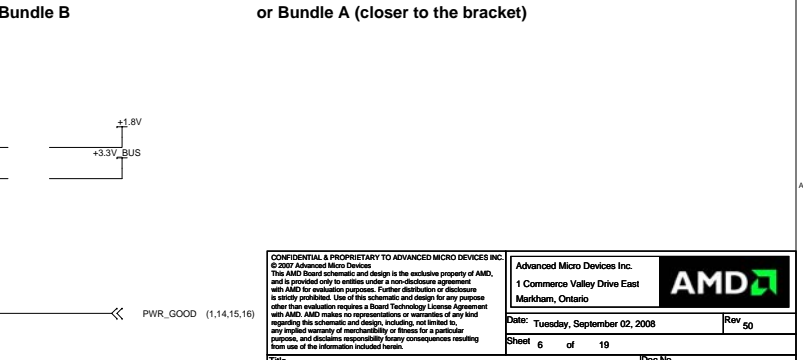 Bundle B
or Bundle A (closer to the bracket)
+1.8V
+3.3V_BUS
A
PWR_GOOD (1,14,15,16)
CONFIDENTIAL & PROPRIETARY TO ADVANCED MICRO DEVICES INC.
© 2007 Advanced Micro Devices
This AMD Board schematic and design is the exclusive property of AMD,
and is provided only to entities under a non-disclosure agreement
with AMD for evaluation purposes. Further distribution or disclosure
is strictly prohibited. Use of this schematic and design for any purpose
other than evaluation requires a Board Technology License Agreement
with AMD. AMD makes no representations or warranties of any kind
regarding this schematic and design, including, not limited to,
any implied warranty of merchantibility or fitness for a particular
purpose, and disclaims responsibility forany consequences resulting
from use of the information included herein.
Advanced Micro Devices Inc.
1 Commerce Valley Drive East
Markham, Ontario
AMD
Date: Tuesday, September 02, 2008
Rev 50
Sheet 6 of 19
Title
Doc No.